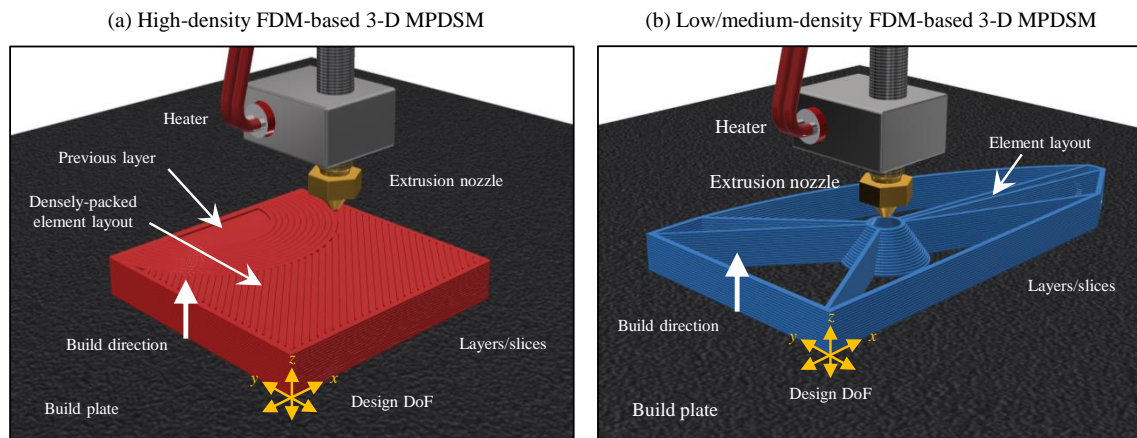 (a) High-density FDM-based 3-D MPDSM
Heater
Previous layer
Extrusion nozzle
Densely-packed
element layout
Build direction
Layers/slices
z
y
x
Design DoF
Build plate
(b) Low/medium-density FDM-based 3-D MPDSM
Heater
Element layout
Extrusion nozzle
Layers/slices
Build direction
z
y
x
Design DoF
Build plate